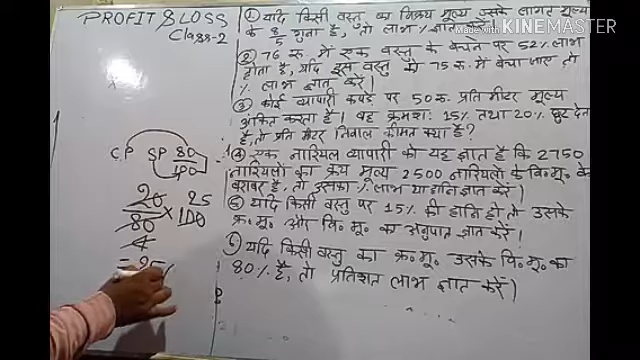 PROFIT & LOSS
Class-2
① यदि किसी वस्तु का विक्रय मूल्य उसके लागत मूल्य
के 8/5 गुना है, तो लाभ % ज्ञात करें।
② 76 रु. में एक वस्तु के बेचने पर 52% लाभ
होता है, यदि इस वस्तु को 75 रु. में बेचा जाए तो
% लाभ ज्ञात करें।
③ कोई व्यापारी कपड़े पर 50 रु. प्रति मीटर मूल्य
अंकित करता है। वह क्रमश: 15% तथा 20% छूट देता
है, तो प्रति मीटर कीमत क्या है?
④ एक नारियल व्यापारी को यह ज्ञात है कि 2750
नारियलों का क्रय मूल्य 2500 नारियलों के वि॰मू॰ के
बराबर है, तो उसका % लाभ या हानि ज्ञात करें।
⑤ यदि किसी वस्तु पर 15% की हानि हो तो उसके
क्र॰मू॰ और वि॰मू॰ का अनुपात ज्ञात करें।
⑥ यदि किसी वस्तु का क्र॰मू॰ उसके वि॰मू॰ का
80% है, तो प्रतिशत लाभ ज्ञात करें।
CP SP 80
100
20 25
80 × 100
4
= 25
Made with
KINEMASTER